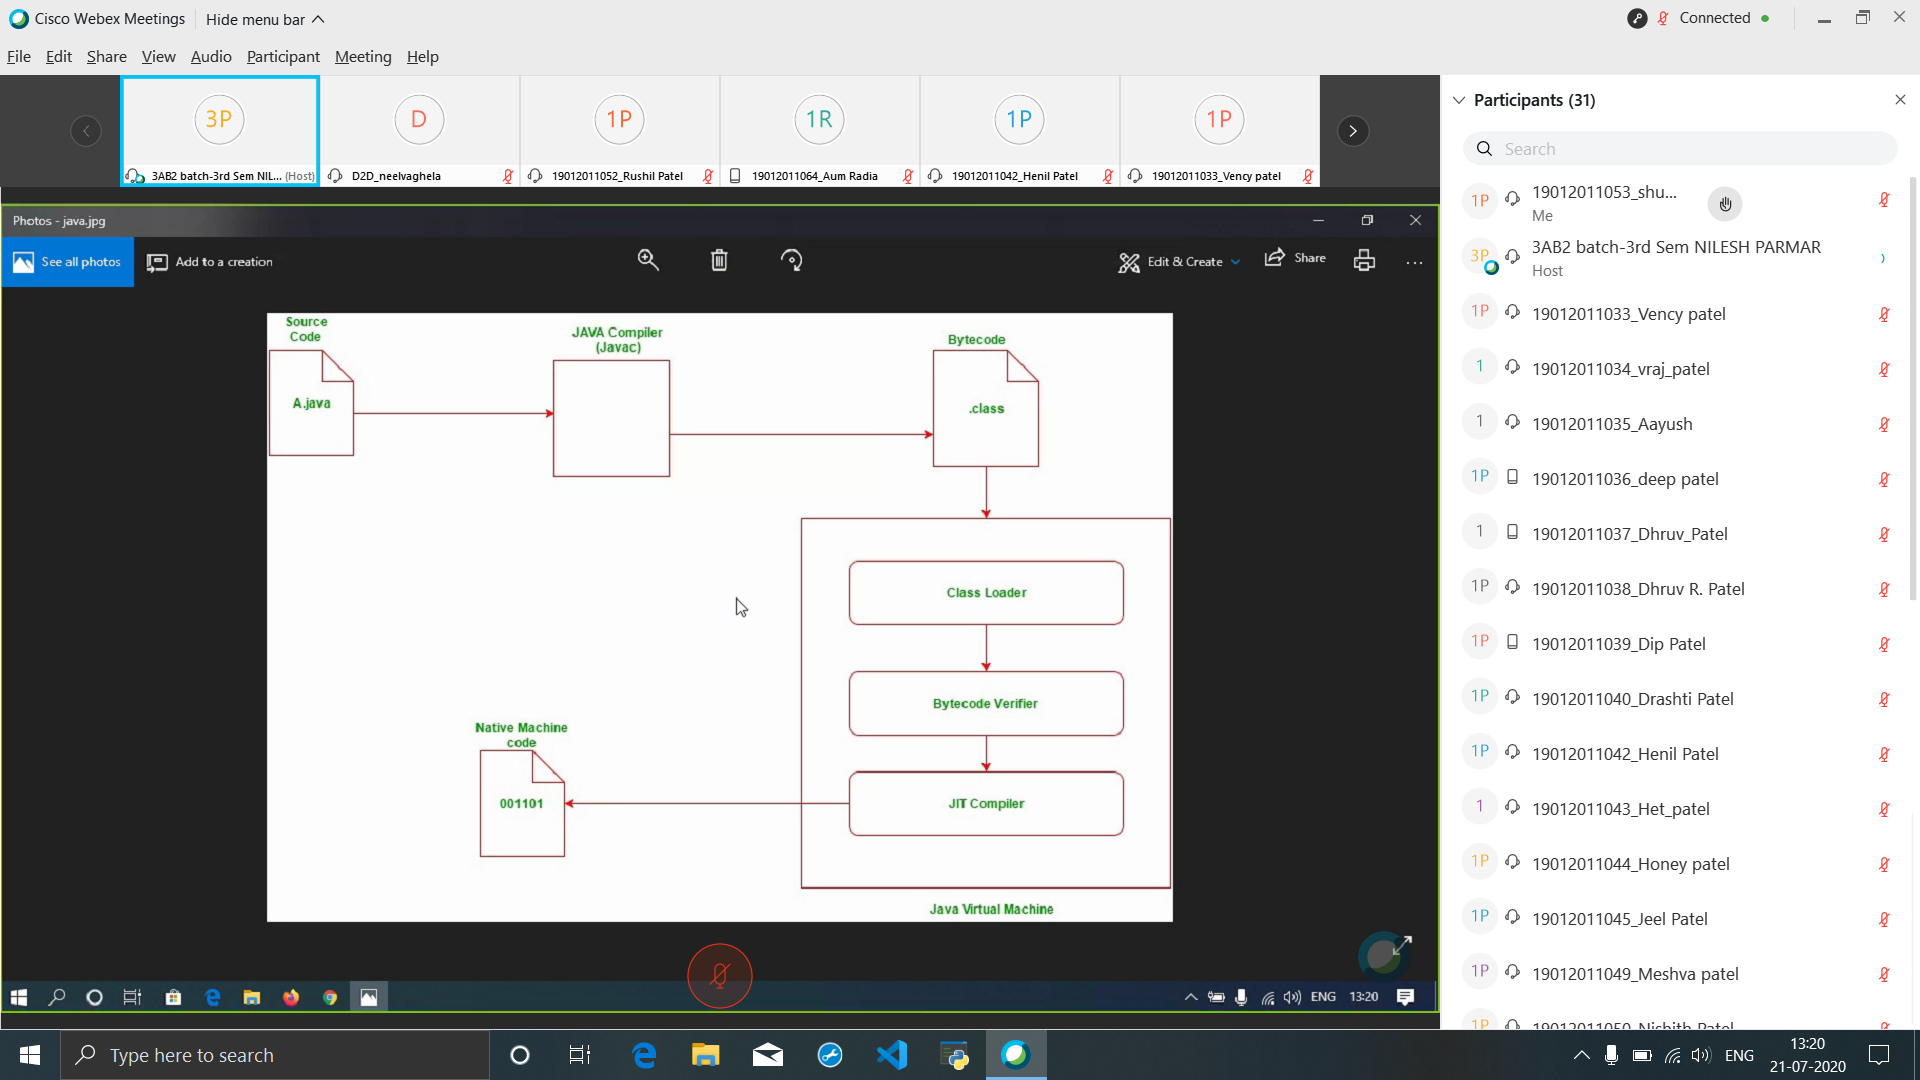 Cisco Webex Meetings
Hide menu bar
Connected
File Edit Share View Audio Participant Meeting Help
3P
D
1P
1R
1P
1P
3AB2 batch-3rd Sem NIL... (Host)
D2D_neelvaghela
19012011052_Rushil Patel
19012011064_Aum Radia
19012011042_Henil Patel
19012011033_Vency patel
Photos - java.jpg
See all photos
Add to a creation
Edit & Create
Share
Source
Code
A.java
JAVA Compiler
(Javac)
Bytecode
.class
Class Loader
Bytecode Verifier
JIT Compiler
Native Machine
code
001101
Java Virtual Machine
ENG 13:20
Participants (31)
Search
1P 19012011053_shu...
Me
3P 3AB2 batch-3rd Sem NILESH PARMAR
Host
1P 19012011033_Vency patel
1 19012011034_vraj_patel
1 19012011035_Aayush
1P 19012011036_deep patel
1 19012011037_Dhruv_Patel
1P 19012011038_Dhruv R. Patel
1P 19012011039_Dip Patel
1P 19012011040_Drashti Patel
1P 19012011042_Henil Patel
1 19012011043_Het_patel
1P 19012011044_Honey patel
1P 19012011045_Jeel Patel
1P 19012011049_Meshva patel
1P 19012011050_Nishith Patel
Type here to search
ENG
13:20
21-07-2020